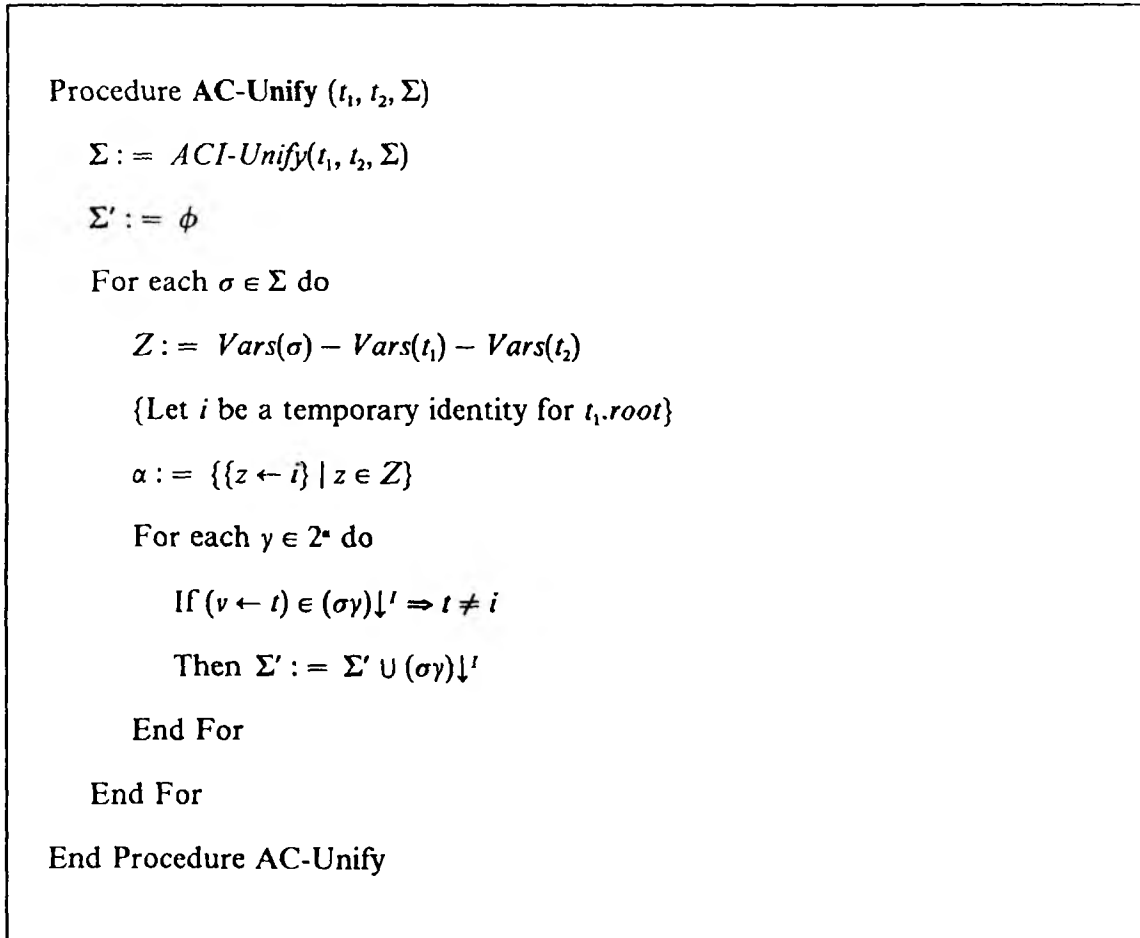 Procedure AC-Unify (t₁, t₂, Σ)
Σ := ACI-Unify(t₁, t₂, Σ)
Σ′ := ϕ
For each σ ∈ Σ do
Z := Vars(σ) − Vars(t₁) − Vars(t₂)
{Let i be a temporary identity for t₁.root}
α := {{z ← i} | z ∈ Z}
For each γ ∈ 2ᵅ do
If (v ← t) ∈ (σγ)↓ᴵ ⇒ t ≠ i
Then Σ′ := Σ′ ∪ (σγ)↓ᴵ
End For
End For
End Procedure AC-Unify